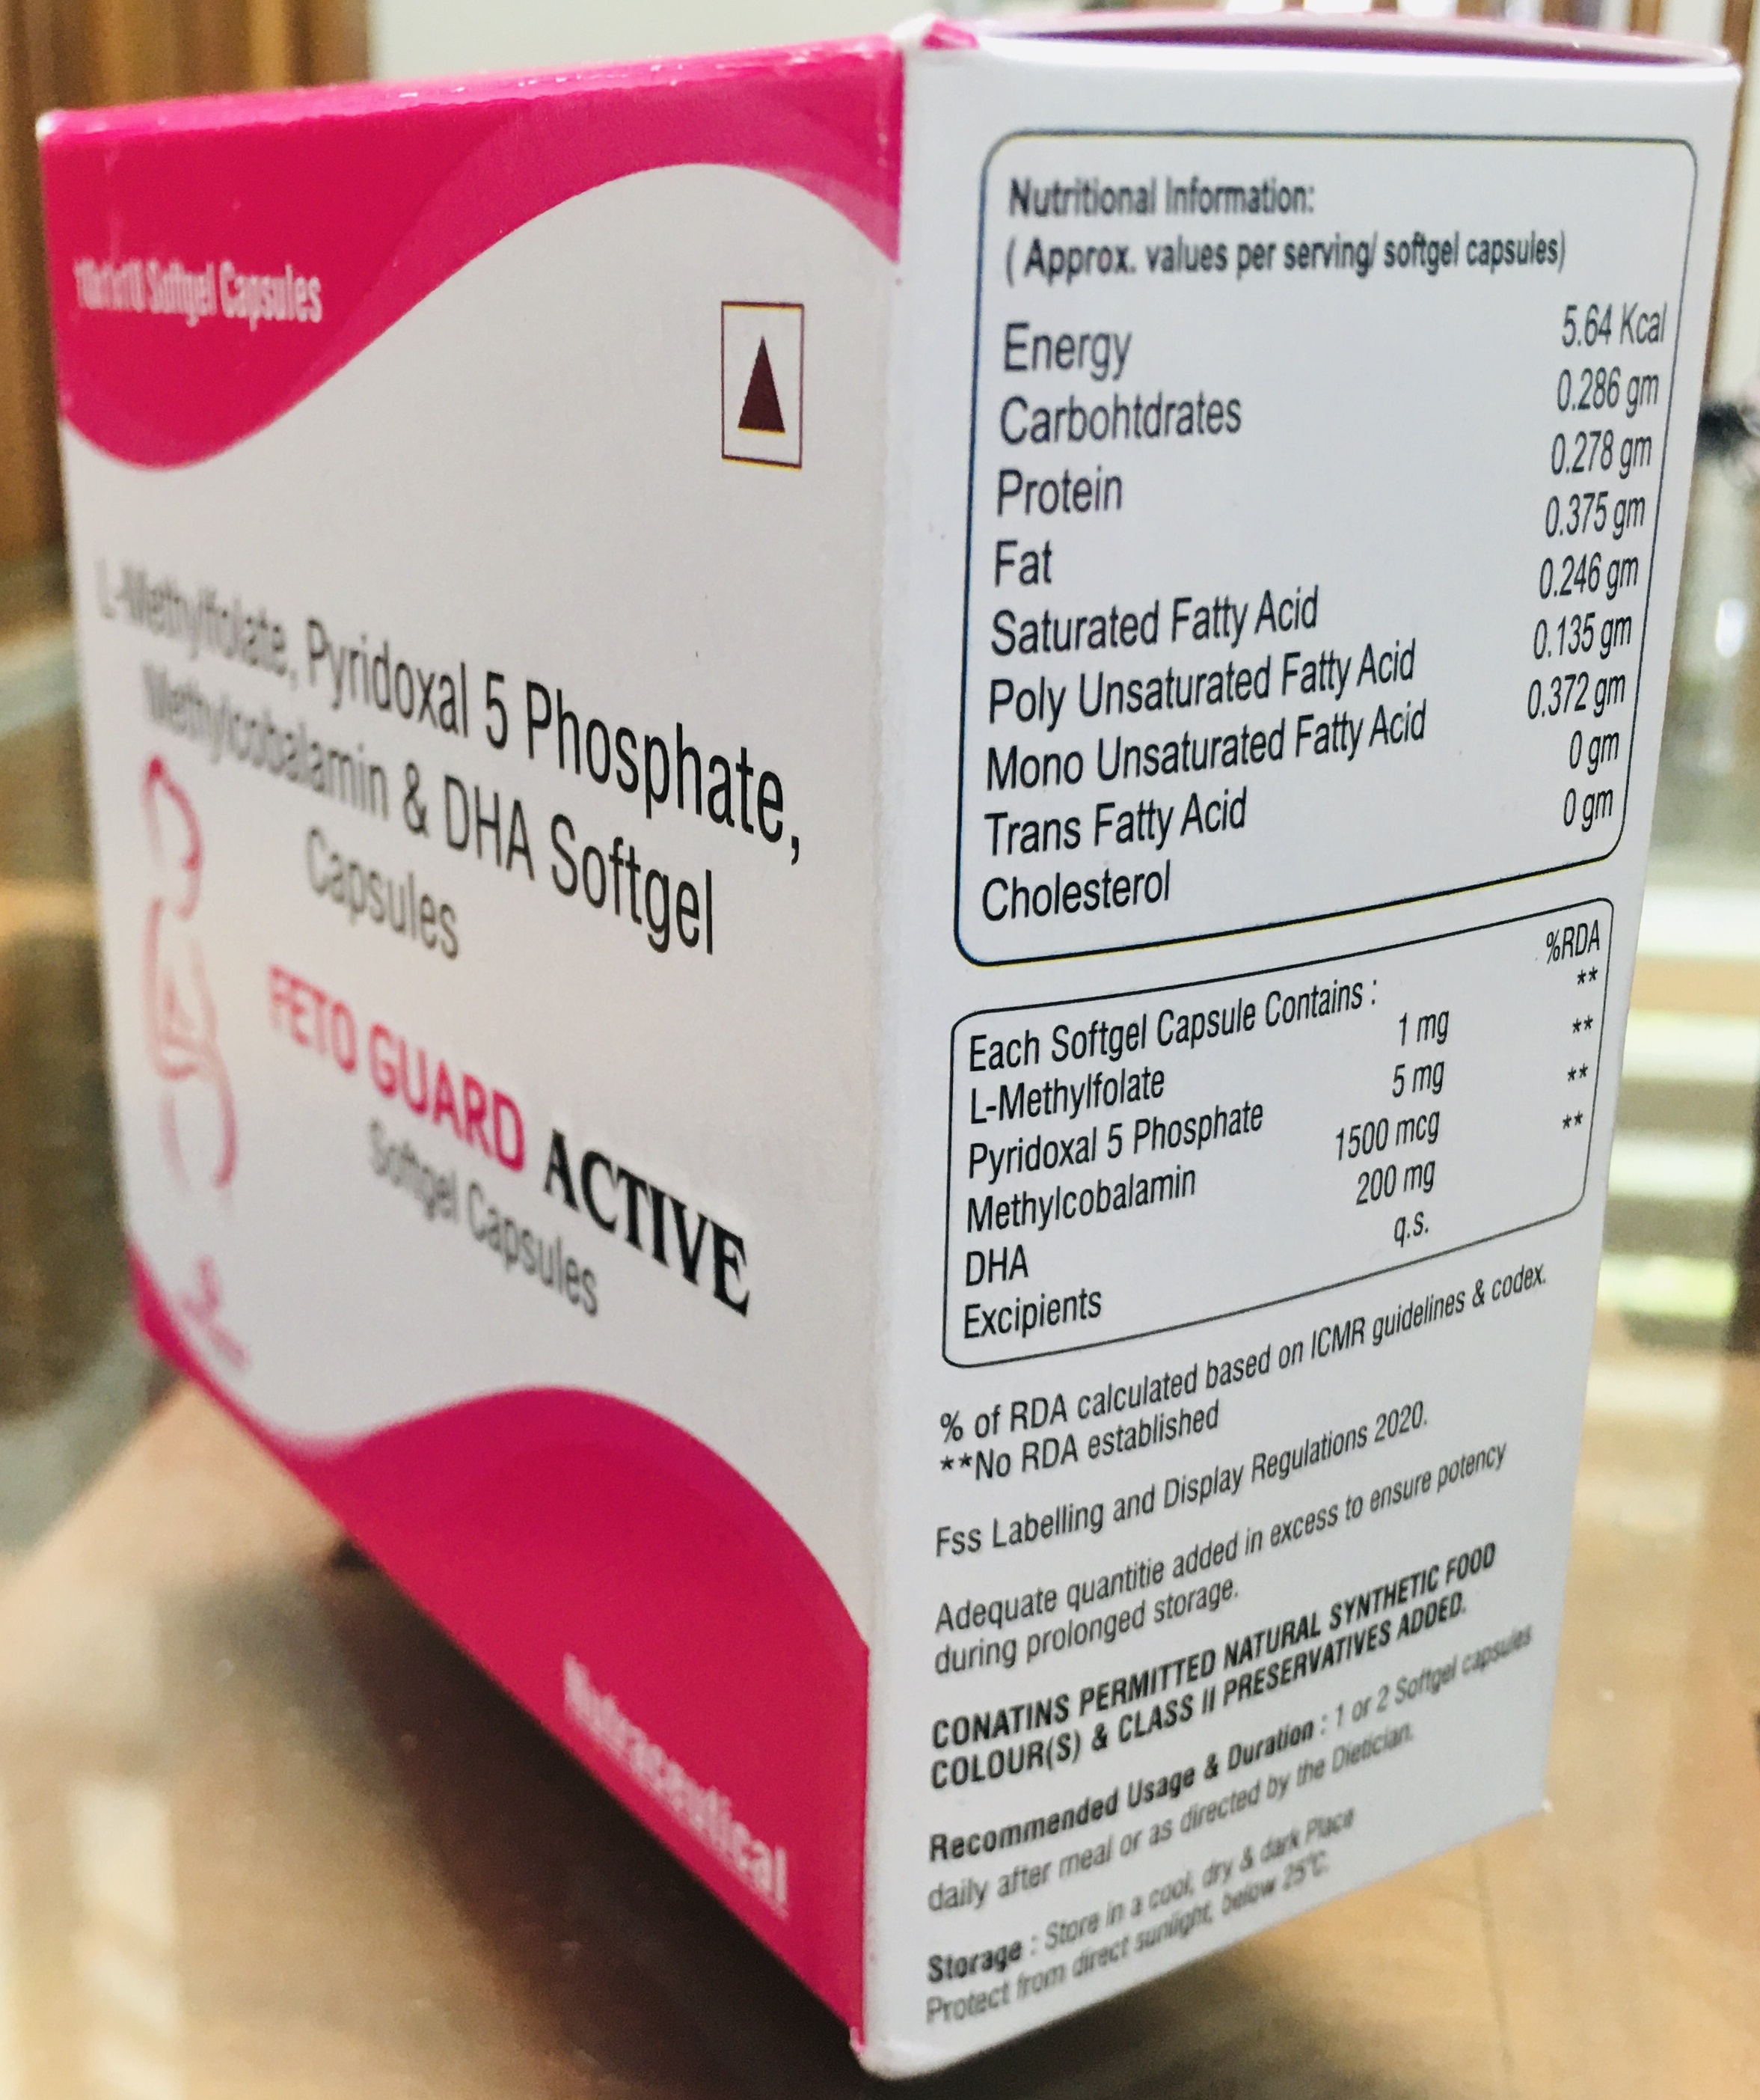 Softgel Capsules
L-Methylfolate, Pyridoxal 5 Phosphate,
Methylcobalamin & DHA Softgel
Capsules
FETO GUARD ACTIVE
Softgel Capsules
Nutraceutical
Nutritional Information:
( Approx. values per serving/ softgel capsules)
Energy 5.64 Kcal
Carbohtdrates 0.286 gm
Protein 0.278 gm
Fat 0.375 gm
Saturated Fatty Acid 0.246 gm
Poly Unsaturated Fatty Acid 0.135 gm
Mono Unsaturated Fatty Acid 0.372 gm
Trans Fatty Acid 0 gm
Cholesterol 0 gm
Each Softgel Capsule Contains : %RDA
L-Methylfolate 1 mg **
Pyridoxal 5 Phosphate 5 mg **
Methylcobalamin 1500 mcg **
DHA 200 mg **
Excipients q.s.
% of RDA calculated based on ICMR guidelines & codex.
**No RDA established
Fss Labelling and Display Regulations 2020.
Adequate quantitie added in excess to ensure potency
during prolonged storage.
CONATINS PERMITTED NATURAL SYNTHETIC FOOD
COLOUR(S) & CLASS II PRESERVATIVES ADDED.
Recommended Usage & Duration : 1 or 2 Softgel capsules
daily after meal or as directed by the Dietician.
Storage : Store in a cool, dry & dark Place
Protect from direct sunlight, below 25°C.